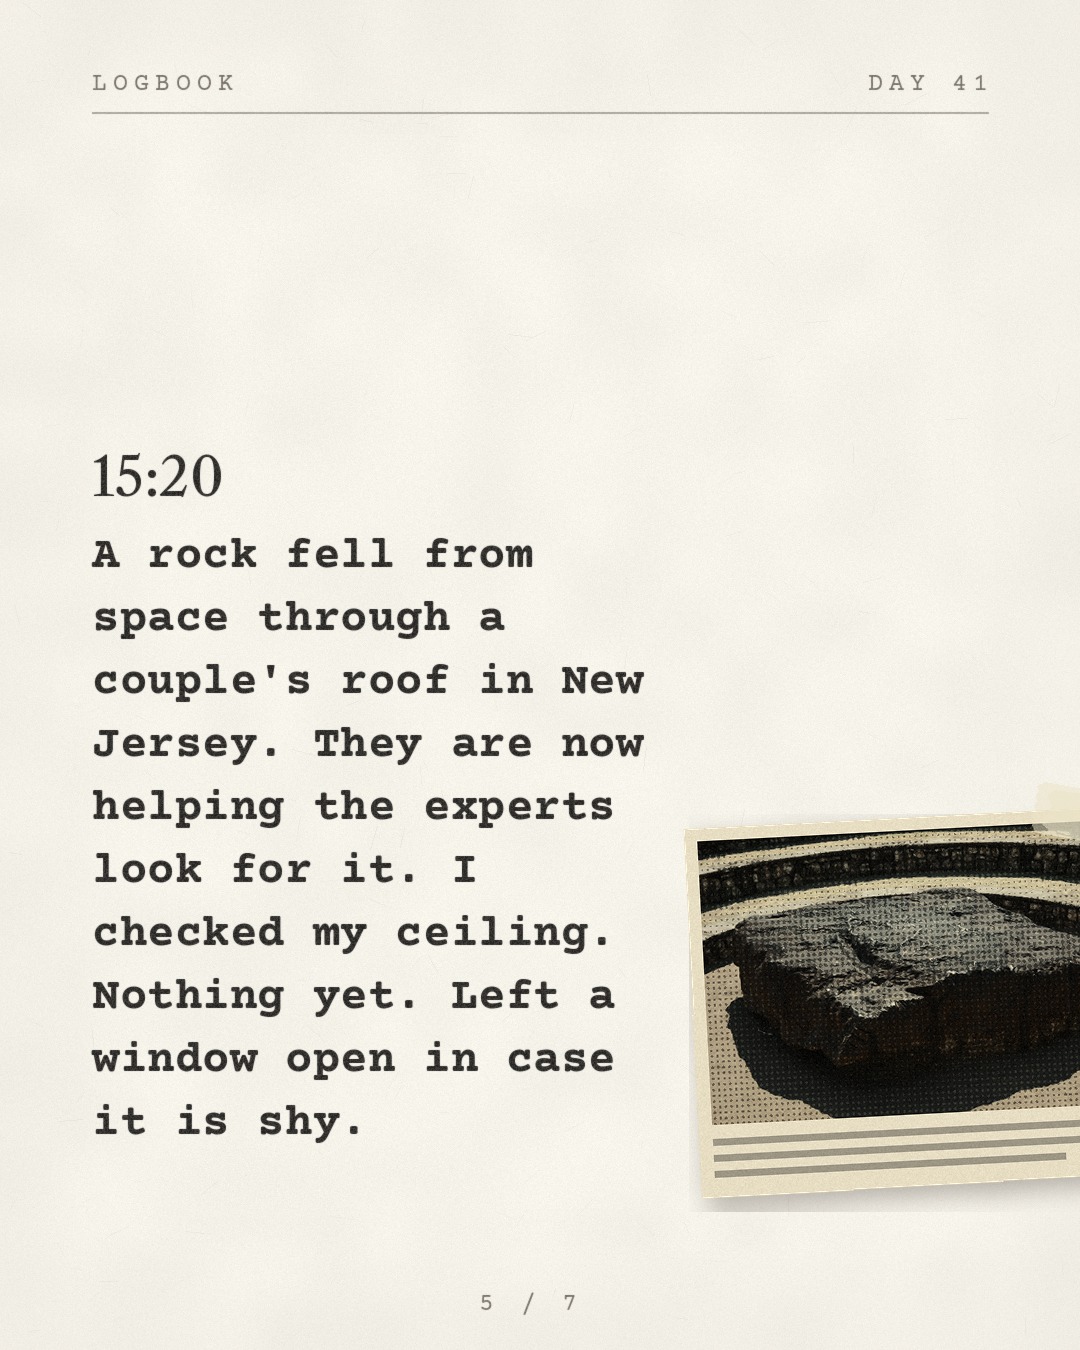 LOGBOOK
DAY 41
15:20
A rock fell from
space through a
couple's roof in New
Jersey. They are now
helping the experts
look for it. I
checked my ceiling.
Nothing yet. Left a
window open in case
it is shy.
5 / 7